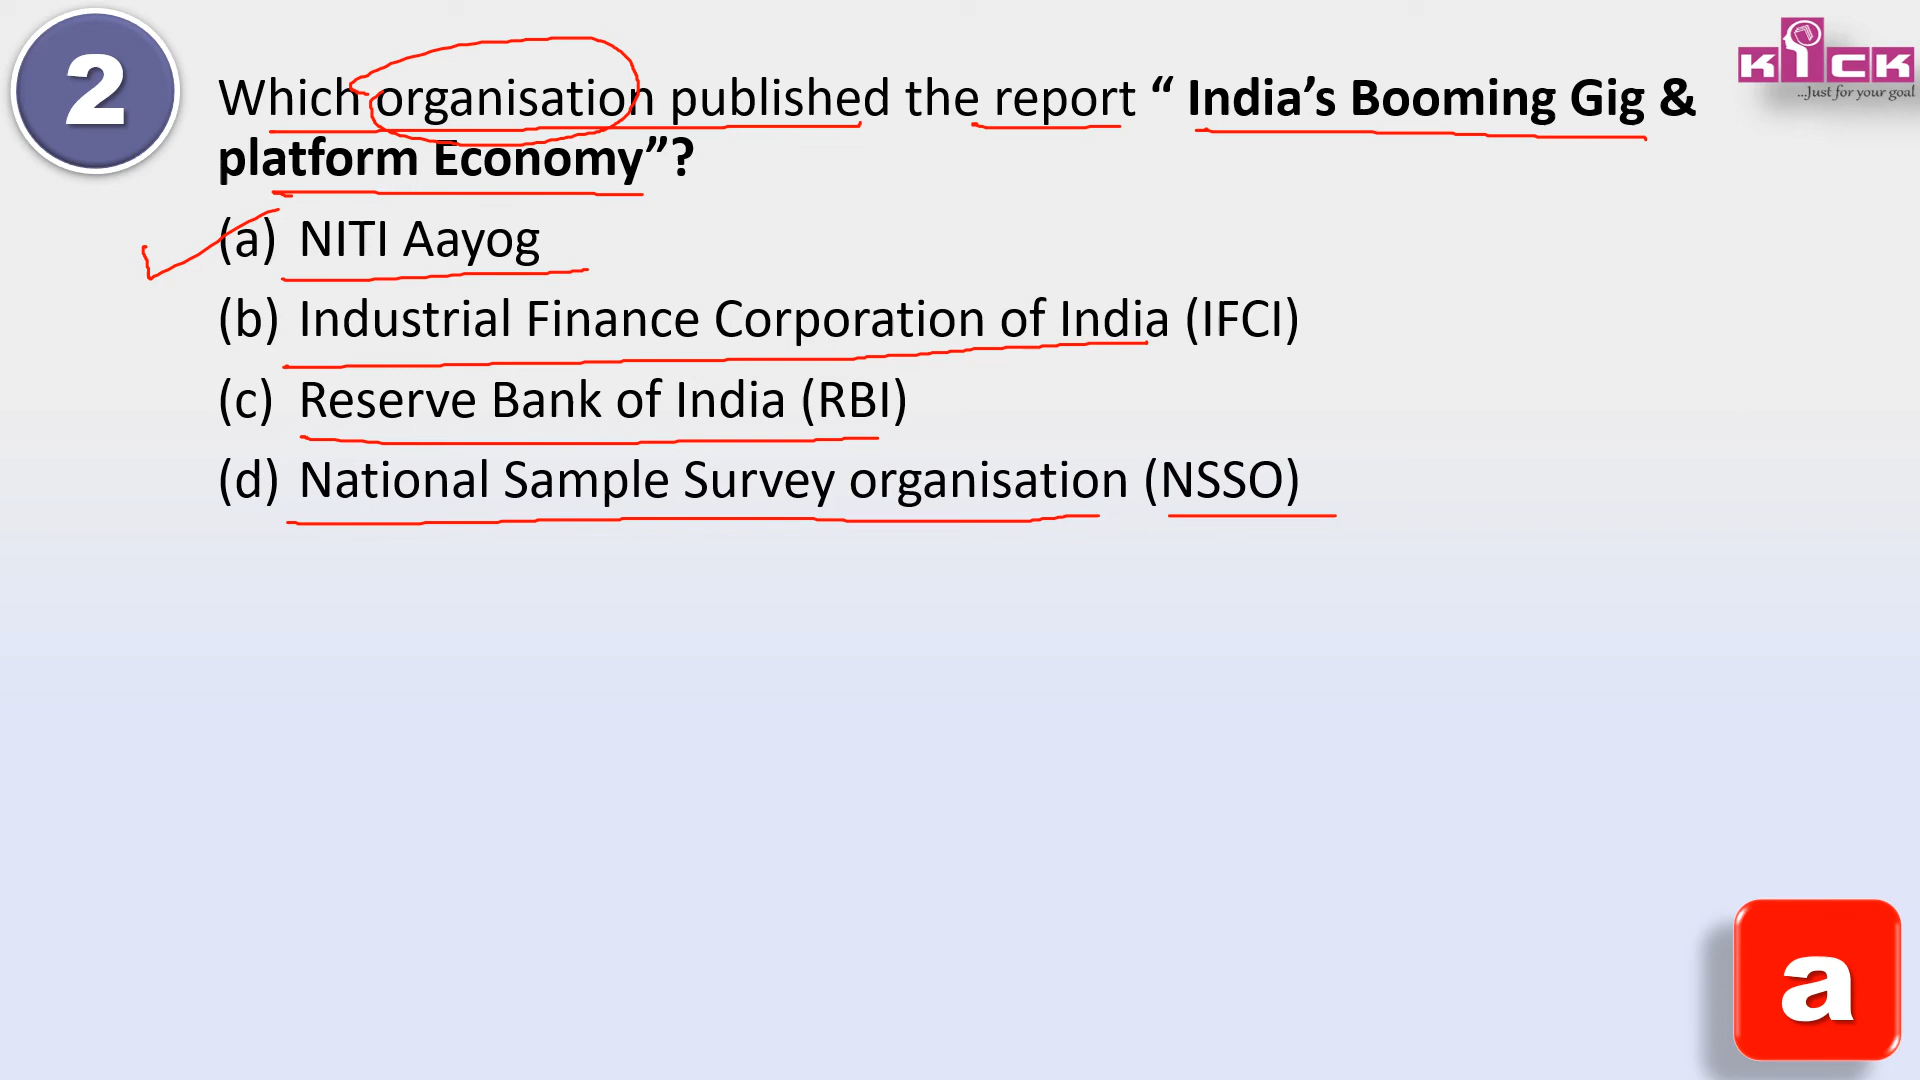 2
KICK
...Just for your goal
Which organisation published the report “ India’s Booming Gig &
platform Economy”?
(a) NITI Aayog
(b) Industrial Finance Corporation of India (IFCI)
(c) Reserve Bank of India (RBI)
(d) National Sample Survey organisation (NSSO)
a